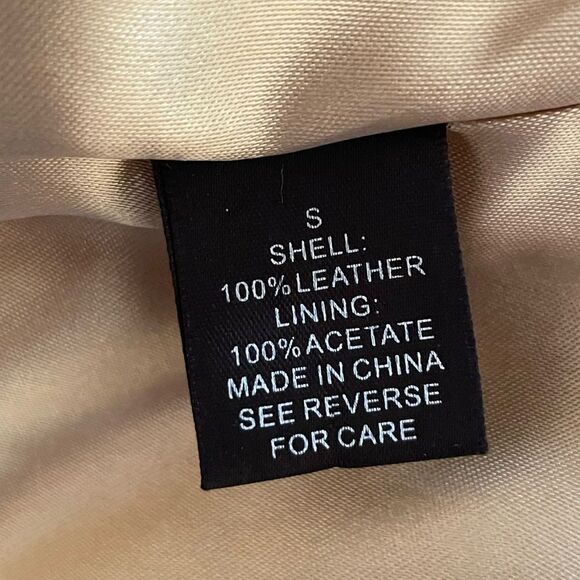 S
SHELL:
100% LEATHER
LINING:
100% ACETATE
MADE IN CHINA
SEE REVERSE
FOR CARE